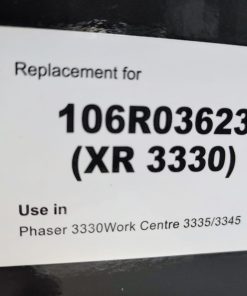 Replacement for
106R03623
(XR 3330)
Use in
Phaser 3330Work Centre 3335/3345